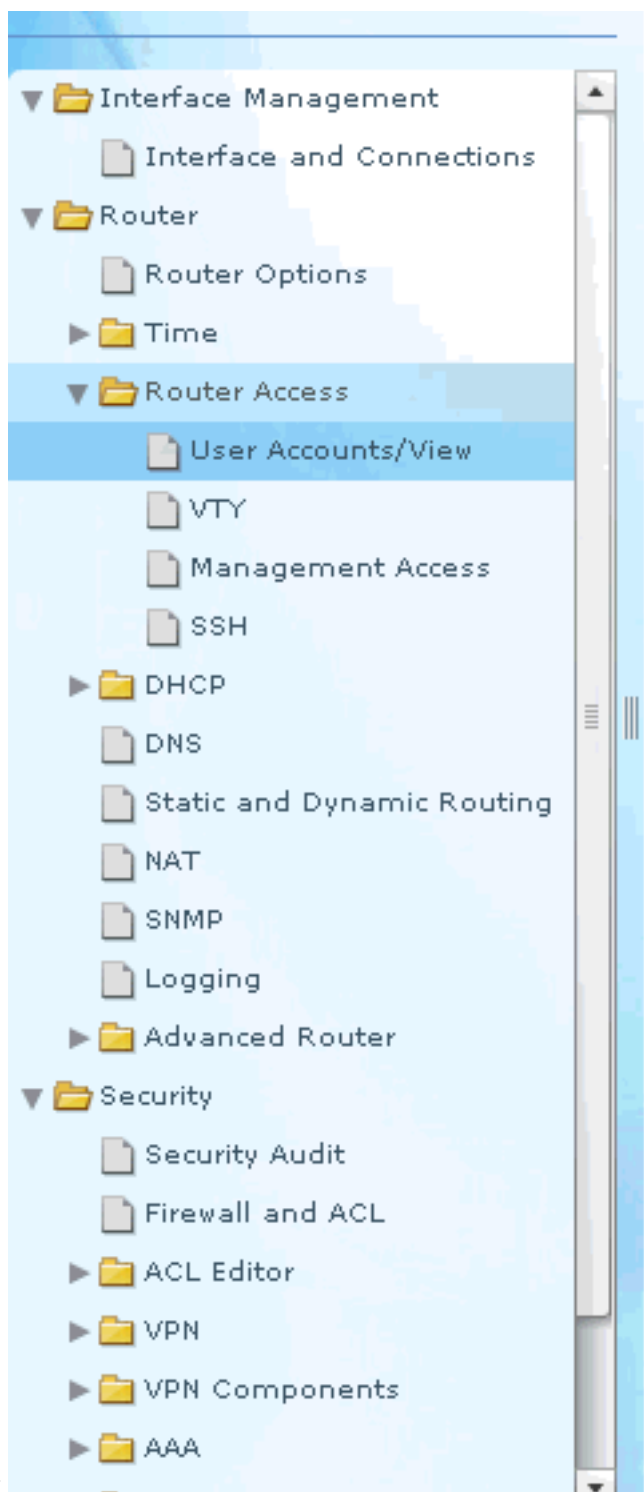 Interface Management
Interface and Connections
Router
Router Options
Time
Router Access
User Accounts/View
VTY
Management Access
SSH
DHCP
DNS
Static and Dynamic Routing
NAT
SNMP
Logging
Advanced Router
Security
Security Audit
Firewall and ACL
ACL Editor
VPN
VPN Components
AAA